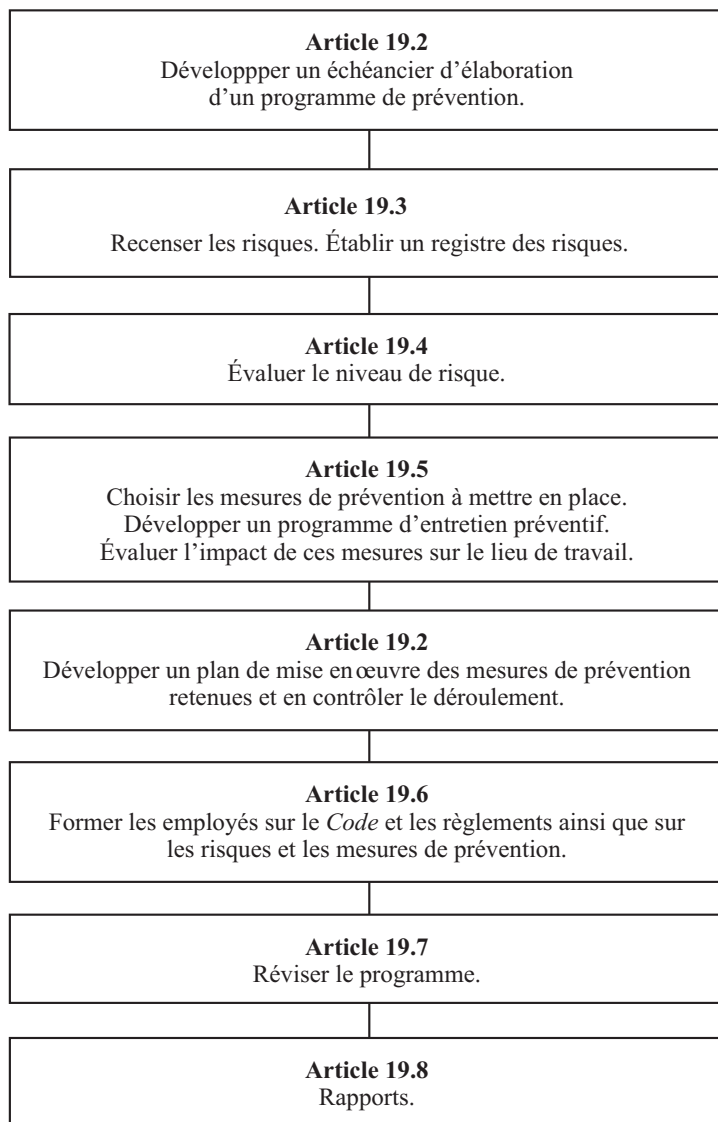 Article 19.2
Développper un échéancier d’élaboration
d’un programme de prévention.
Article 19.3
Recenser les risques. Établir un registre des risques.
Article 19.4
Évaluer le niveau de risque.
Article 19.5
Choisir les mesures de prévention à mettre en place.
Développer un programme d’entretien préventif.
Évaluer l’impact de ces mesures sur le lieu de travail.
Article 19.2
Développer un plan de mise en œuvre des mesures de prévention
retenues et en contrôler le déroulement.
Article 19.6
Former les employés sur le Code et les règlements ainsi que sur
les risques et les mesures de prévention.
Article 19.7
Réviser le programme.
Article 19.8
Rapports.